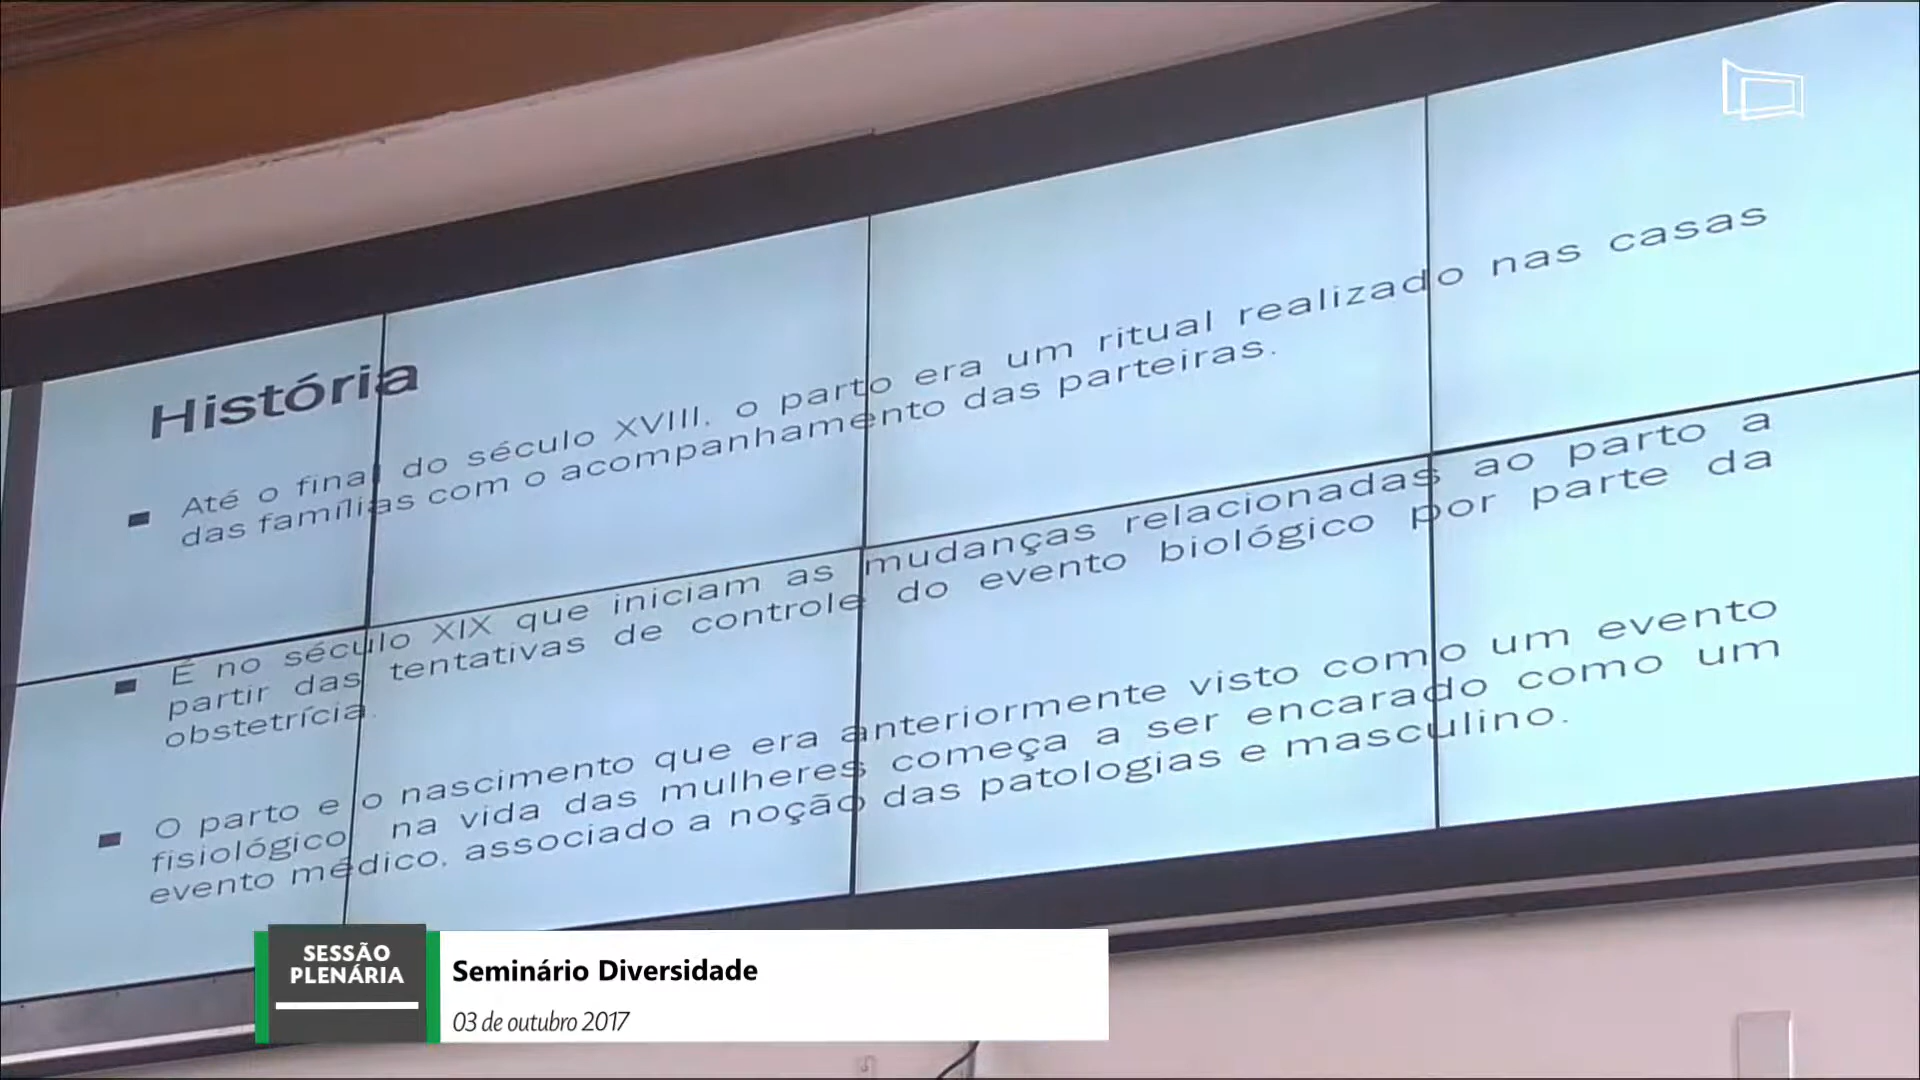 História
Até o final do século XVIII, o parto era um ritual realizado nas casas
das famílias com o acompanhamento das parteiras.
É no século XIX que iniciam as mudanças relacionadas ao parto a
partir das tentativas de controle do evento biológico por parte da
obstetrícia.
O parto e o nascimento que era anteriormente visto como um evento
fisiológico na vida das mulheres começa a ser encarado como um
evento médico, associado a noção das patologias e masculino.
SESSÃO
PLENÁRIA
Seminário Diversidade
03 de outubro 2017